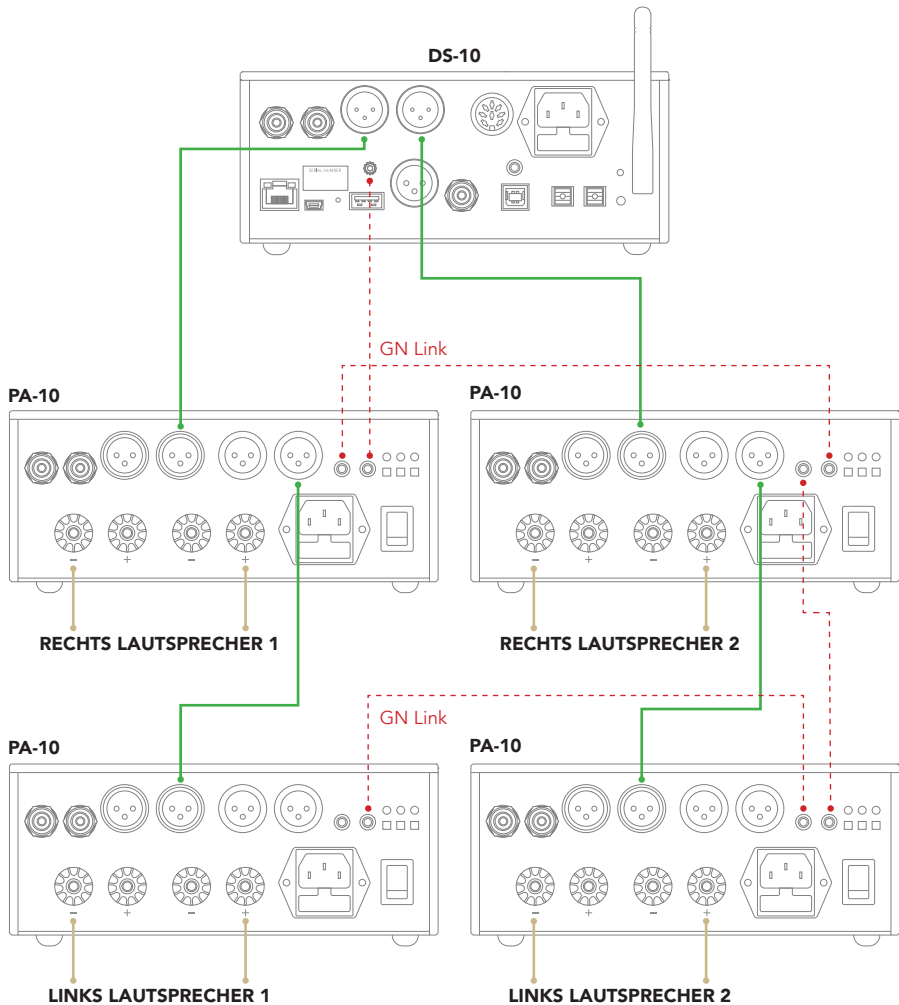 DS-10
SERIAL NUMBER
GN Link
PA-10
PA-10
− + − +
− + − +
RECHTS LAUTSPRECHER 1
RECHTS LAUTSPRECHER 2
GN Link
PA-10
PA-10
− + − +
− + − +
LINKS LAUTSPRECHER 1
LINKS LAUTSPRECHER 2